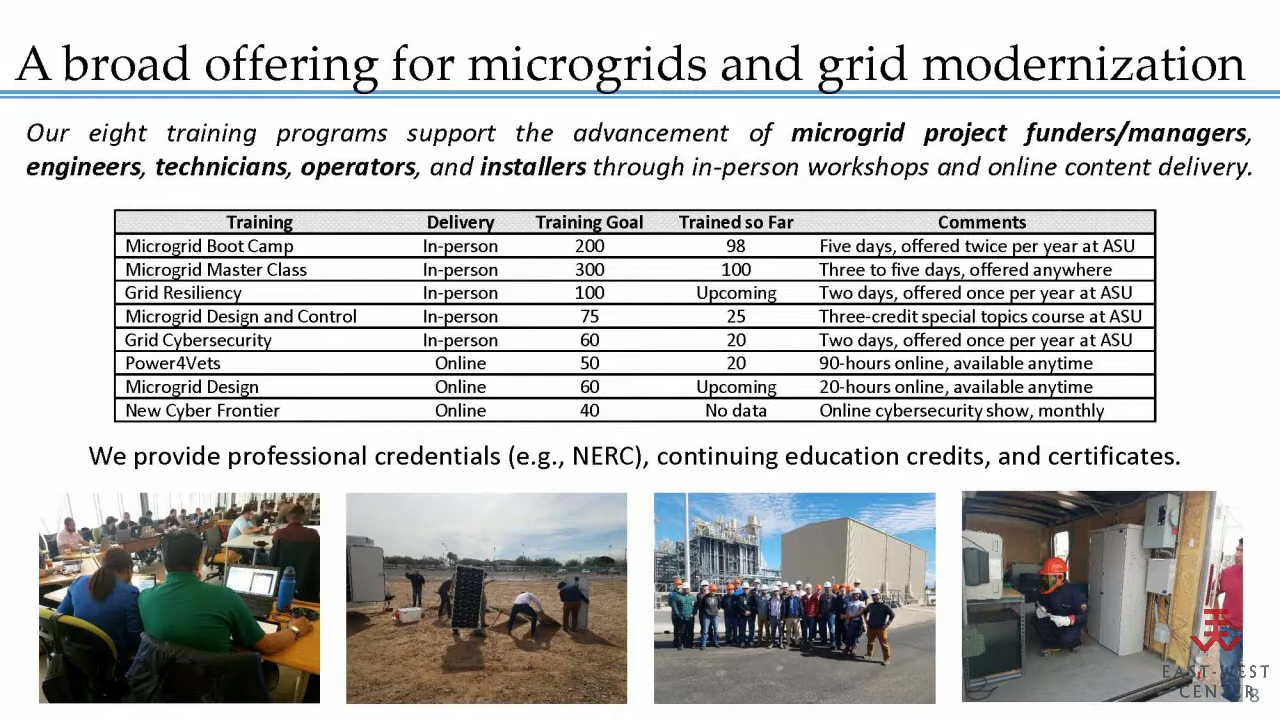 A broad offering for microgrids and grid modernization
Our eight training programs support the advancement of microgrid project funders/managers,
engineers, technicians, operators, and installers through in-person workshops and online content delivery.
Training Delivery Training Goal Trained so Far Comments
Microgrid Boot Camp In-person 200 98 Five days, offered twice per year at ASU
Microgrid Master Class In-person 300 100 Three to five days, offered anywhere
Grid Resiliency In-person 100 Upcoming Two days, offered once per year at ASU
Microgrid Design and Control In-person 75 25 Three-credit special topics course at ASU
Grid Cybersecurity In-person 60 20 Two days, offered once per year at ASU
Power4Vets Online 50 20 90-hours online, available anytime
Microgrid Design Online 60 Upcoming 20-hours online, available anytime
New Cyber Frontier Online 40 No data Online cybersecurity show, monthly
We provide professional credentials (e.g., NERC), continuing education credits, and certificates.
EAST-WEST
CENTER
8